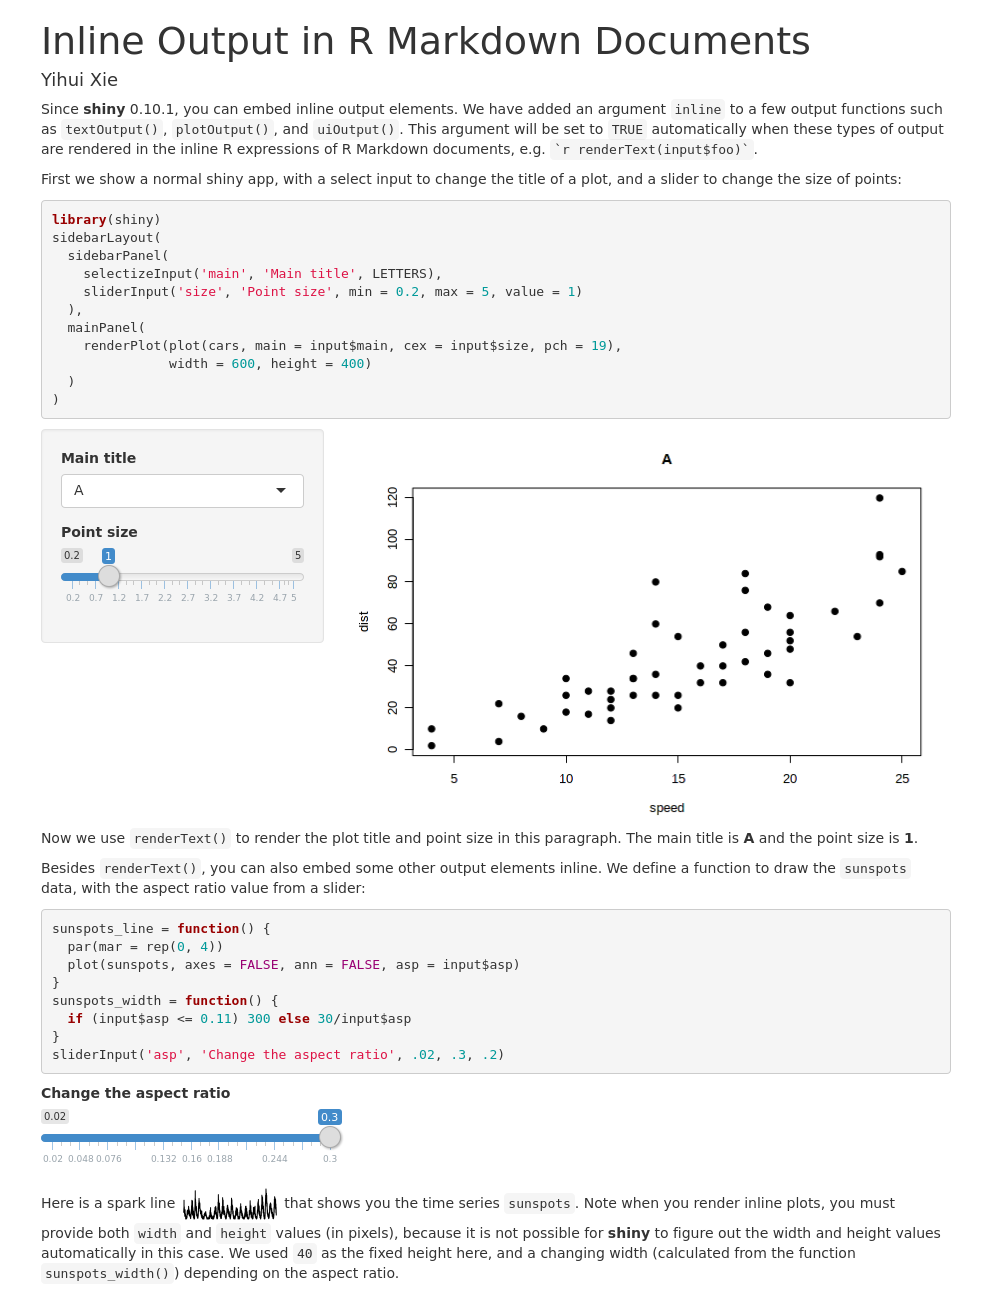 Inline Output in R Markdown Documents
Yihui Xie
Since shiny 0.10.1, you can embed inline output elements. We have added an argument inline to a few output functions such
as textOutput(), plotOutput(), and uiOutput(). This argument will be set to TRUE automatically when these types of output
are rendered in the inline R expressions of R Markdown documents, e.g. `r renderText(input$foo)`.
First we show a normal shiny app, with a select input to change the title of a plot, and a slider to change the size of points:
library(shiny)
sidebarLayout(
  sidebarPanel(
    selectizeInput('main', 'Main title', LETTERS),
    sliderInput('size', 'Point size', min = 0.2, max = 5, value = 1)
  ),
  mainPanel(
    renderPlot(plot(cars, main = input$main, cex = input$size, pch = 19),
               width = 600, height = 400)
  )
)
Main title
A
Point size
0.2 1 5
0.2 0.7 1.2 1.7 2.2 2.7 3.2 3.7 4.2 4.7 5
A
120
100
80
60
40
20
0
dist
5 10 15 20 25
speed
Now we use renderText() to render the plot title and point size in this paragraph. The main title is A and the point size is 1.
Besides renderText(), you can also embed some other output elements inline. We define a function to draw the sunspots
data, with the aspect ratio value from a slider:
sunspots_line = function() {
  par(mar = rep(0, 4))
  plot(sunspots, axes = FALSE, ann = FALSE, asp = input$asp)
}
sunspots_width = function() {
  if (input$asp <= 0.11) 300 else 30/input$asp
}
sliderInput('asp', 'Change the aspect ratio', .02, .3, .2)
Change the aspect ratio
0.02 0.3
0.02 0.048 0.076 0.132 0.16 0.188 0.244 0.3
Here is a spark line that shows you the time series sunspots. Note when you render inline plots, you must
provide both width and height values (in pixels), because it is not possible for shiny to figure out the width and height values
automatically in this case. We used 40 as the fixed height here, and a changing width (calculated from the function
sunspots_width()) depending on the aspect ratio.